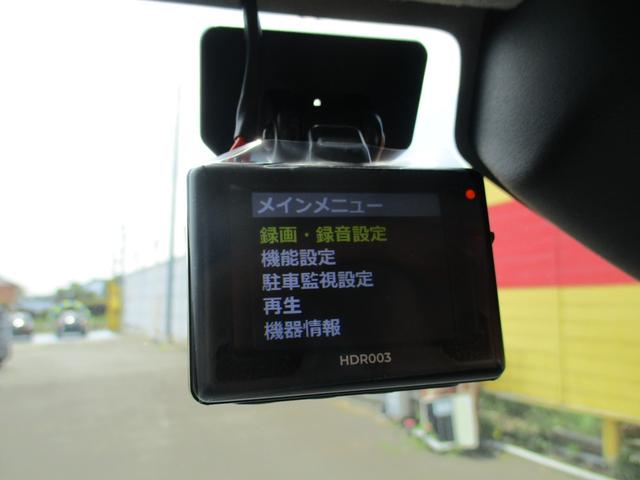 メインメニュー
録画・録音設定
機能設定
駐車監視設定
再生
機器情報
HDR003